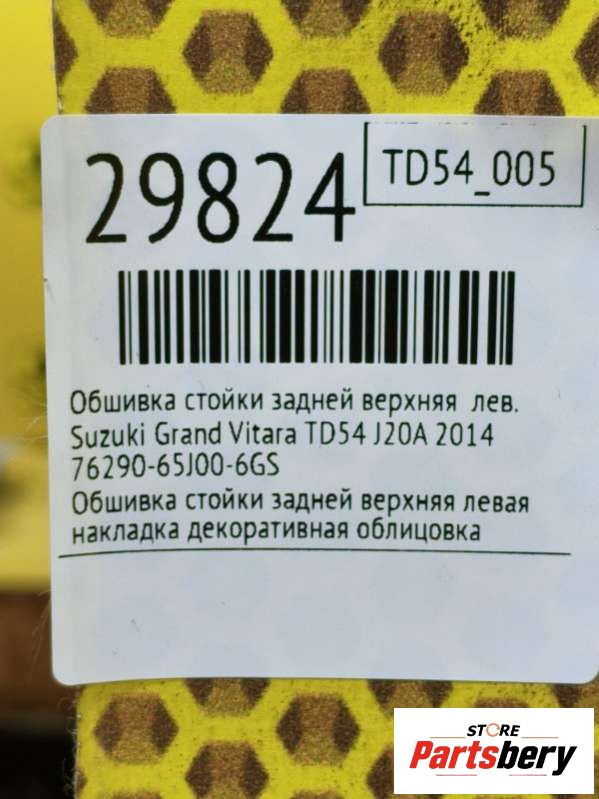 29824
TD54_005
Обшивка стойки задней верхняя лев.
Suzuki Grand Vitara TD54 J20A 2014
76290-65J00-6GS
Обшивка стойки задней верхняя левая
накладка декоративная облицовка
STORE
Partsbery